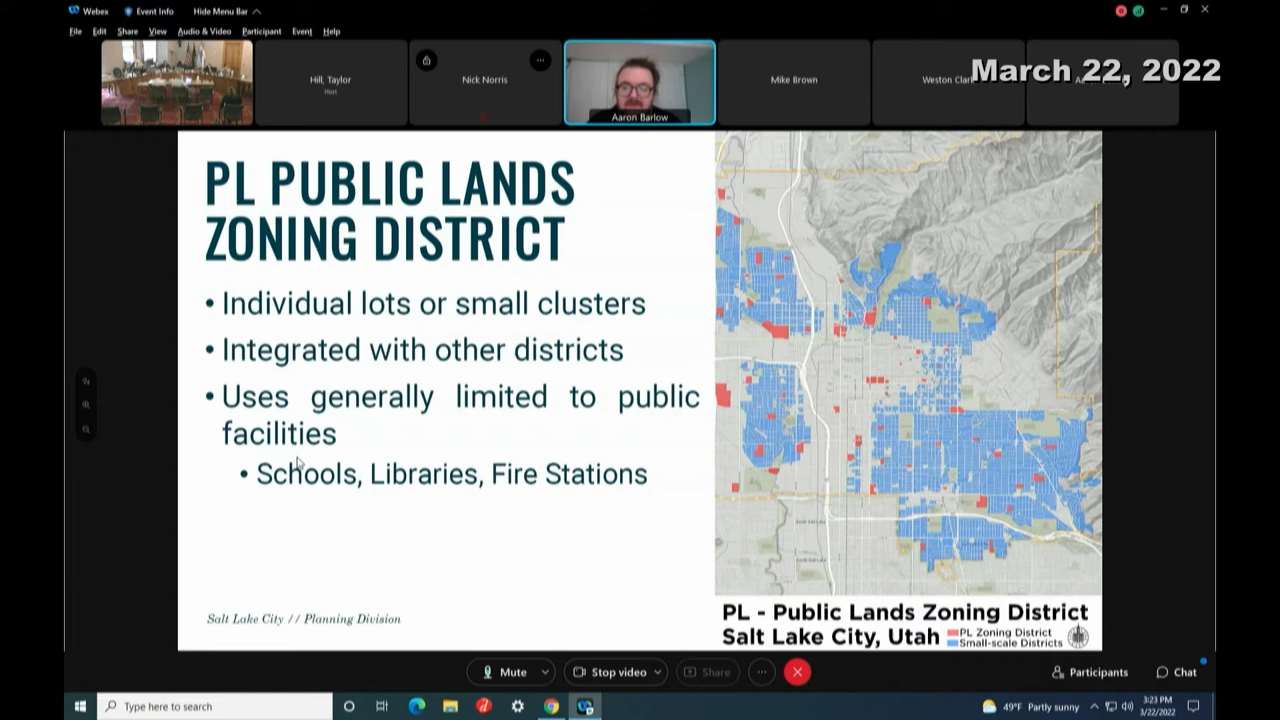 Webex Event Info Hide Menu Bar
File Edit Share View Audio & Video Participant Event Help
Hill, Taylor
Host
Nick Norris
Aaron Barlow
Mike Brown
Weston Clark
March 22, 2022
PL PUBLIC LANDS
ZONING DISTRICT
• Individual lots or small clusters
• Integrated with other districts
• Uses generally limited to public
facilities
• Schools, Libraries, Fire Stations
Salt Lake City // Planning Division
PL - Public Lands Zoning District
Salt Lake City, Utah
PL Zoning District
Small-scale Districts
Mute
Stop video
Share
Participants
Chat
Type here to search
49°F Partly sunny
3:23 PM
3/22/2022